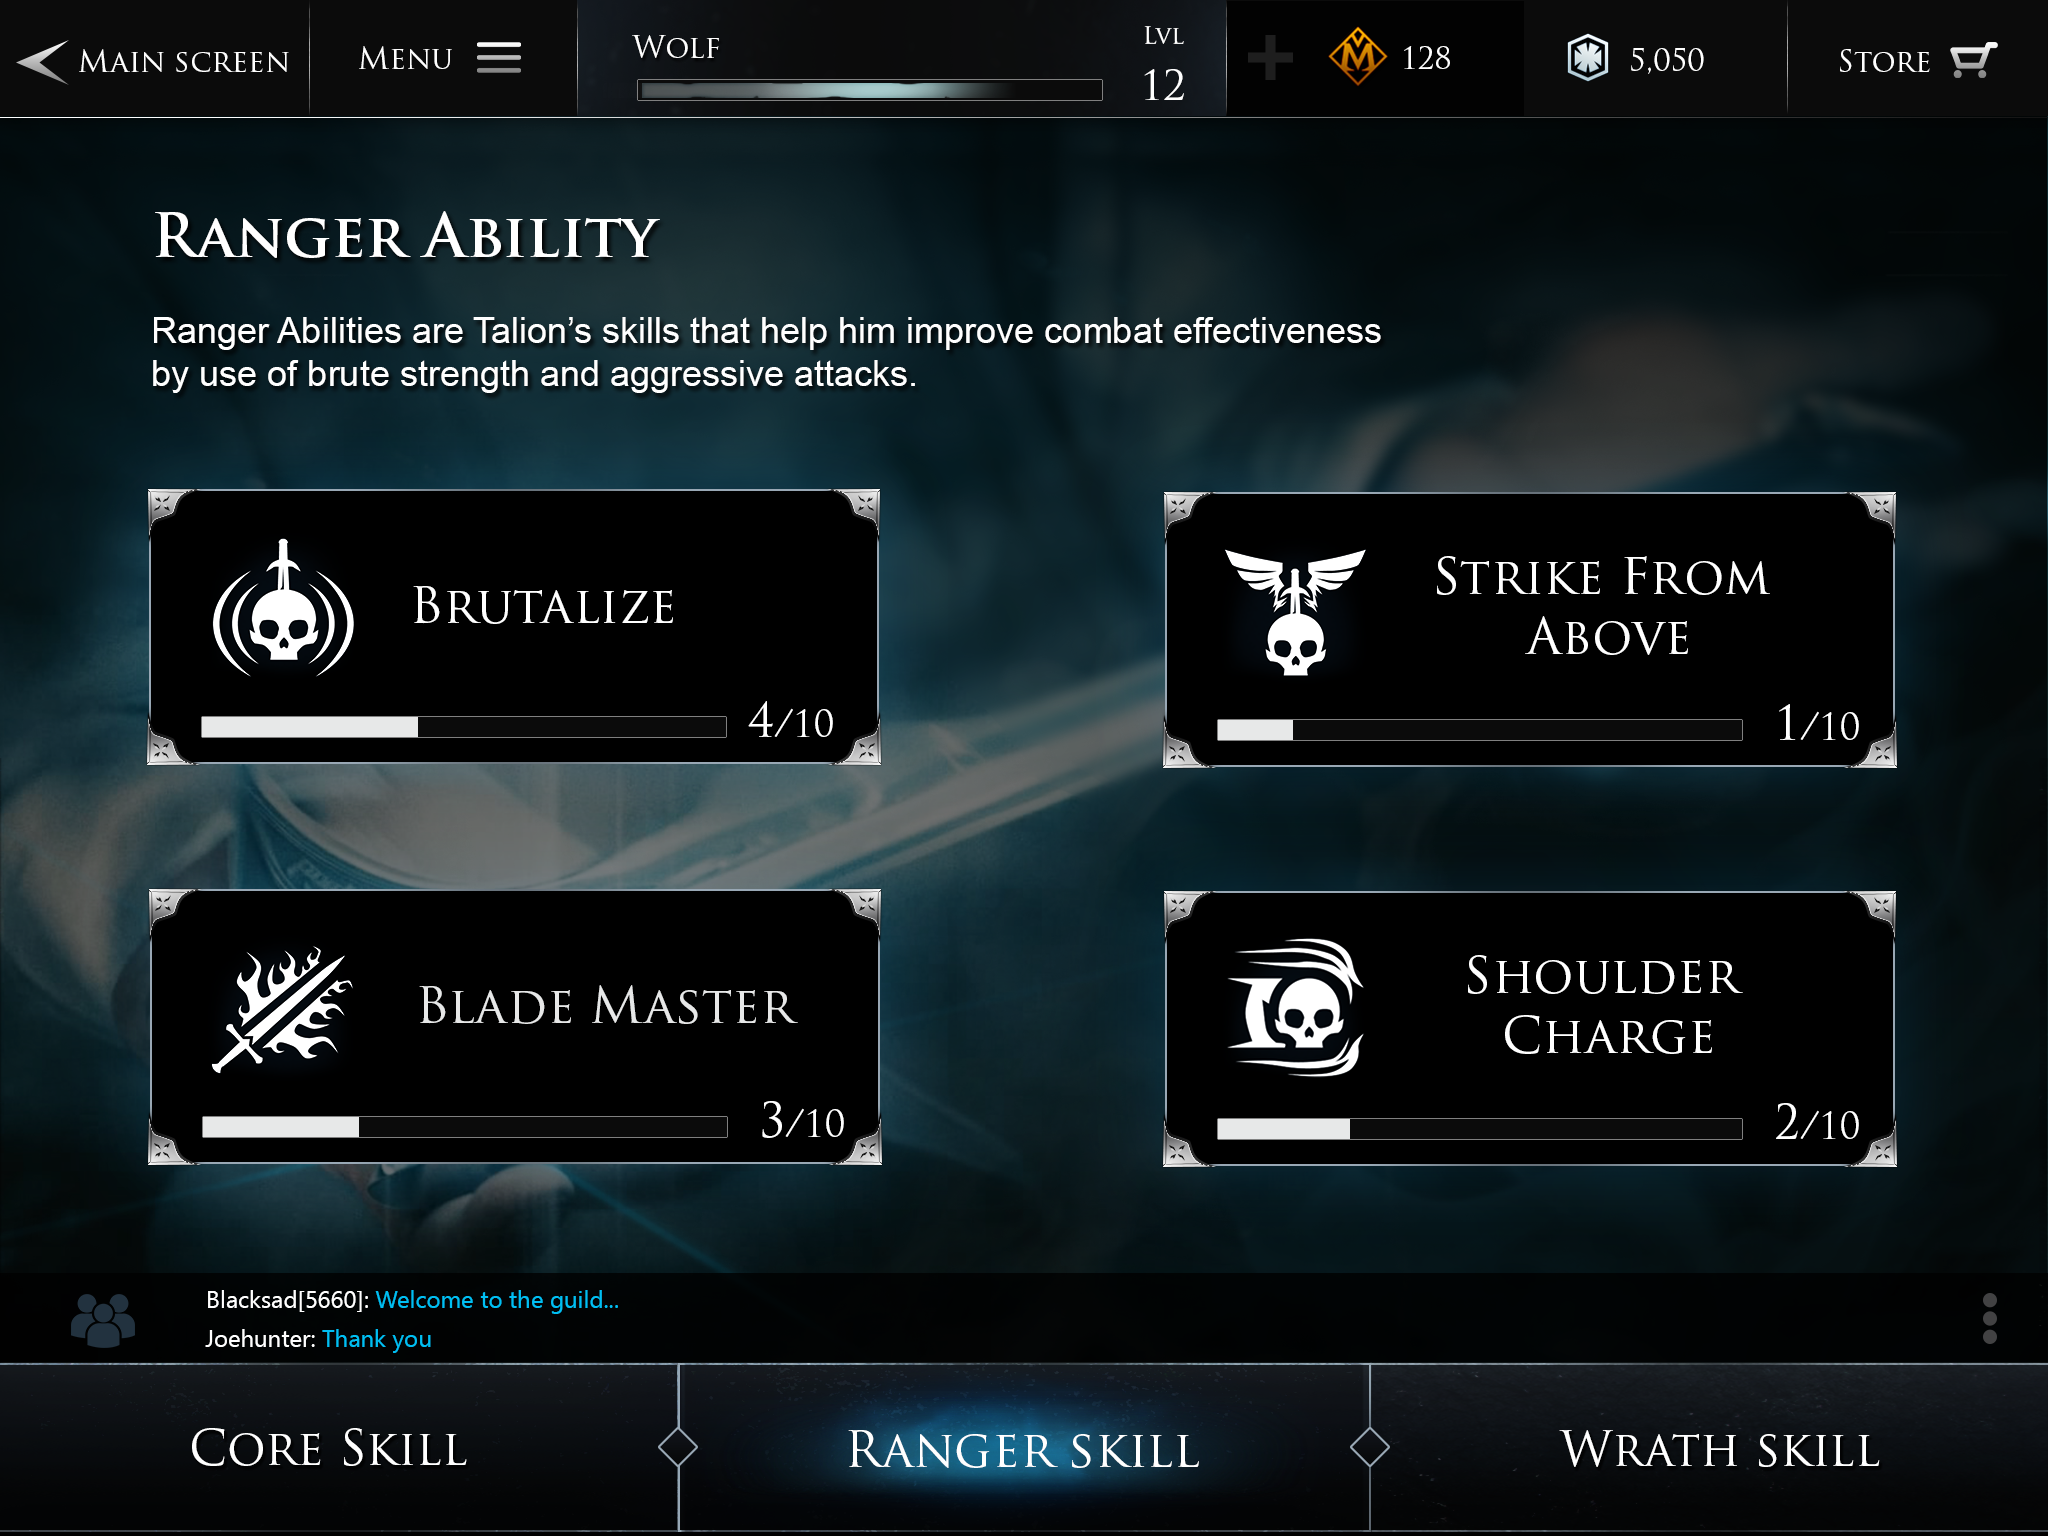 Main screen
Menu
Wolf
Lvl
12
128
5,050
Store
Ranger Ability
Ranger Abilities are Talion’s skills that help him improve combat effectiveness
by use of brute strength and aggressive attacks.
Brutalize
4/10
Strike From
Above
1/10
Blade Master
3/10
Shoulder
Charge
2/10
Blacksad[5660]: Welcome to the guild...
Joehunter: Thank you
Core Skill
Ranger skill
Wrath skill